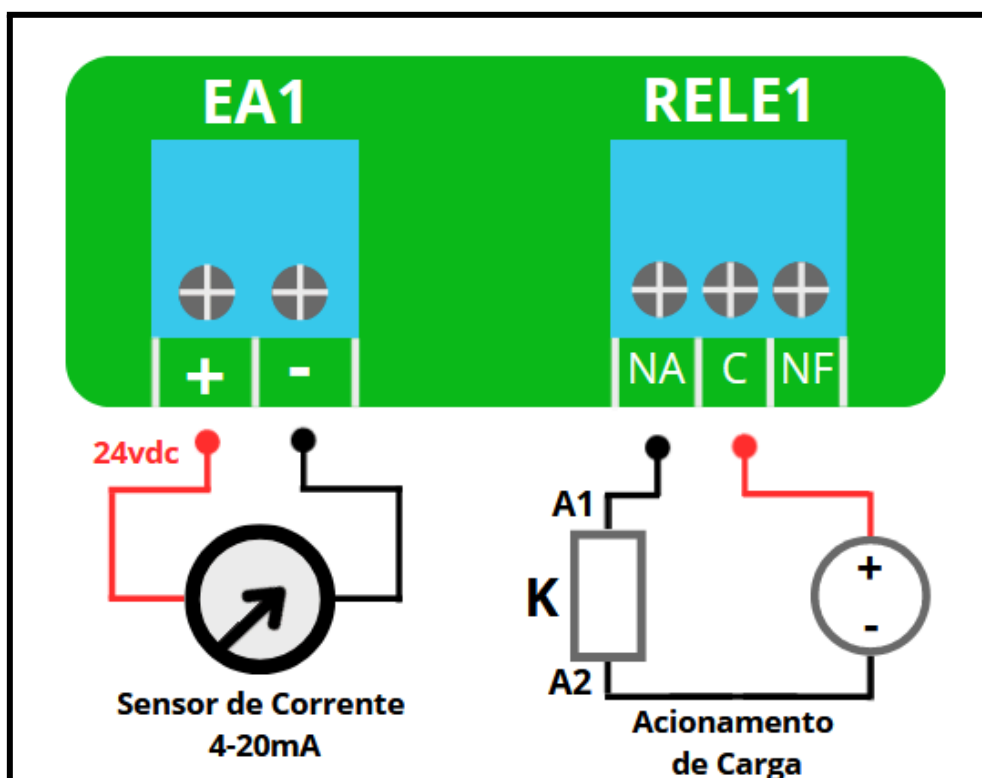 EA1
RELE1
+ -
NA C NF
24vdc
A1
K
A2
+
-
Sensor de Corrente
4-20mA
Acionamento
de Carga